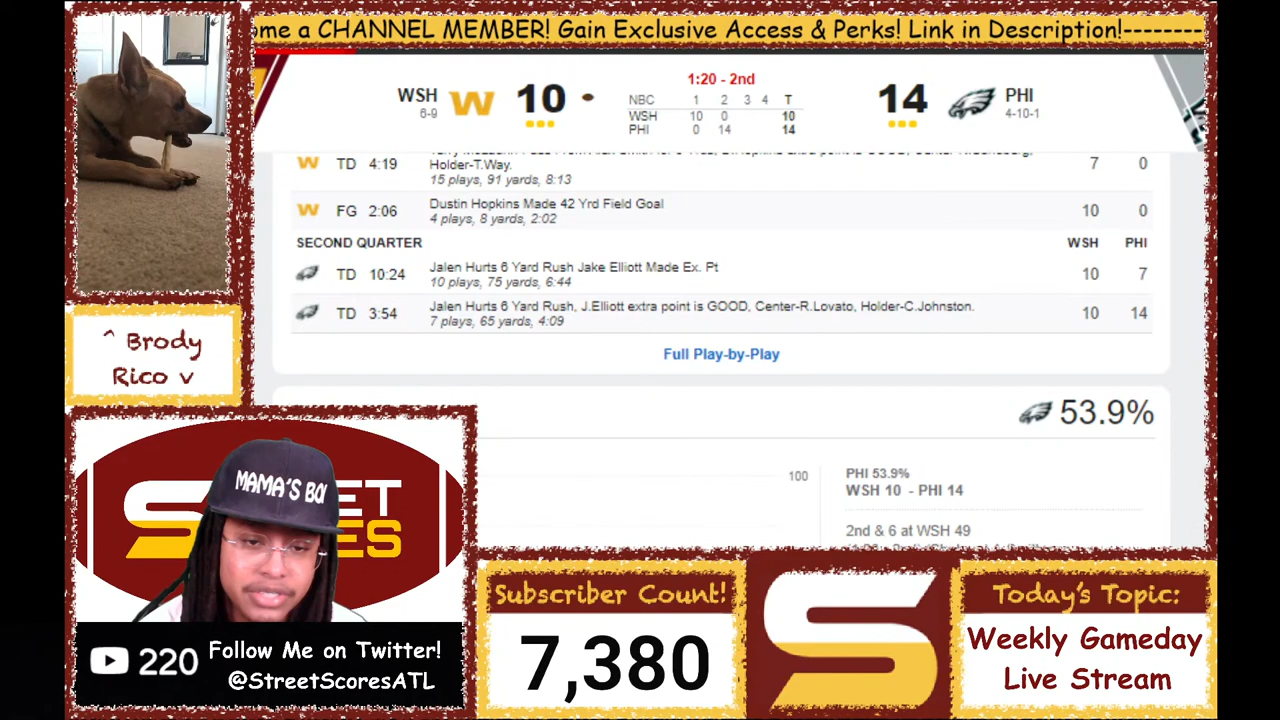 ome a CHANNEL MEMBER! Gain Exclusive Access & Perks! Link in Description!--------
WSH
6-9
W
10
1:20 - 2nd
NBC 1 2 3 4 T
WSH 10 0 10
PHI 0 14 14
14
PHI
4-10-1
W TD 4:19
Holder-T.Way.
15 plays, 91 yards, 8:13
7 0
W FG 2:06
Dustin Hopkins Made 42 Yrd Field Goal
4 plays, 8 yards, 2:02
10 0
SECOND QUARTER WSH PHI
TD 10:24
Jalen Hurts 6 Yard Rush Jake Elliott Made Ex. Pt
10 plays, 75 yards, 6:44
10 7
TD 3:54
Jalen Hurts 6 Yard Rush, J.Elliott extra point is GOOD, Center-R.Lovato, Holder-C.Johnston.
7 plays, 65 yards, 4:09
10 14
Full Play-by-Play
53.9%
100
PHI 53.9%
WSH 10 - PHI 14
2nd & 6 at WSH 49
^ Brody
Rico v
MAMA'S BOY
220
Follow Me on Twitter!
@StreetScoresATL
Subscriber Count!
7,380
S
Today's Topic:
Weekly Gameday
Live Stream